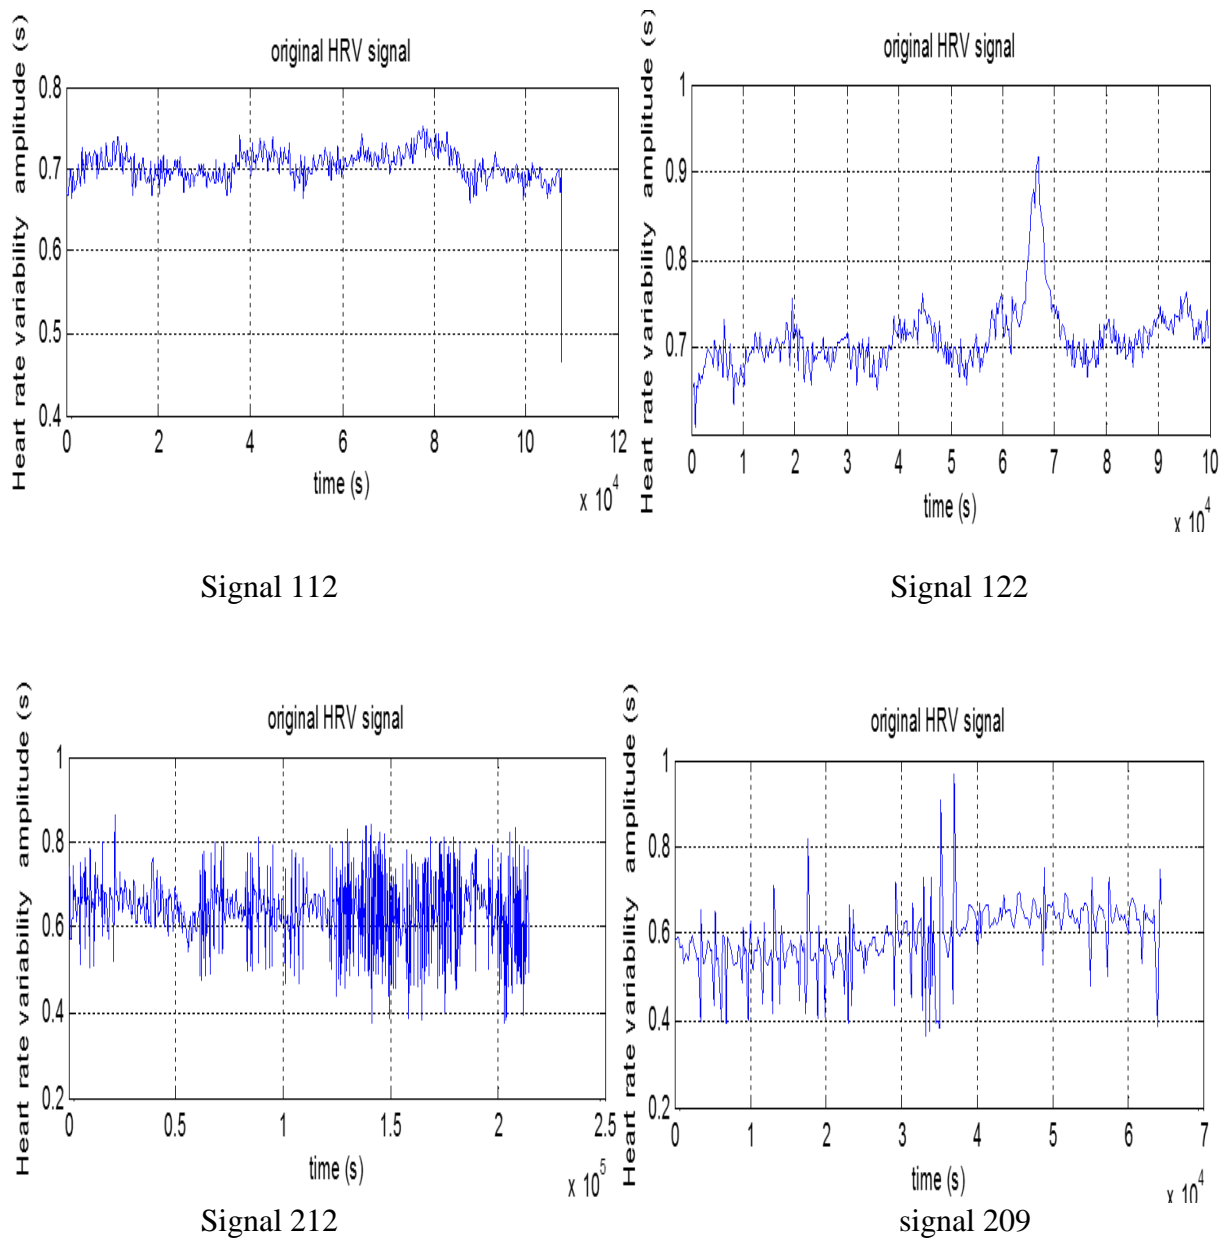 original HRV signal
Heart rate variability amplitude (s)
0.8
0.7
0.6
0.5
0.4
0 2 4 6 8 10 12
time (s)
x 10^4
Signal 112
original HRV signal
Heart rate variability amplitude (s)
1
0.9
0.8
0.7
0 1 2 3 4 5 6 7 8 9 10
time (s)
x 10^4
Signal 122
original HRV signal
Heart rate variability amplitude (s)
1
0.8
0.6
0.4
0.2
0 0.5 1 1.5 2 2.5
time (s)
x 10^5
Signal 212
original HRV signal
Heart rate variability amplitude (s)
1
0.8
0.6
0.4
0.2
0 1 2 3 4 5 6 7
time (s)
x 10^4
signal 209